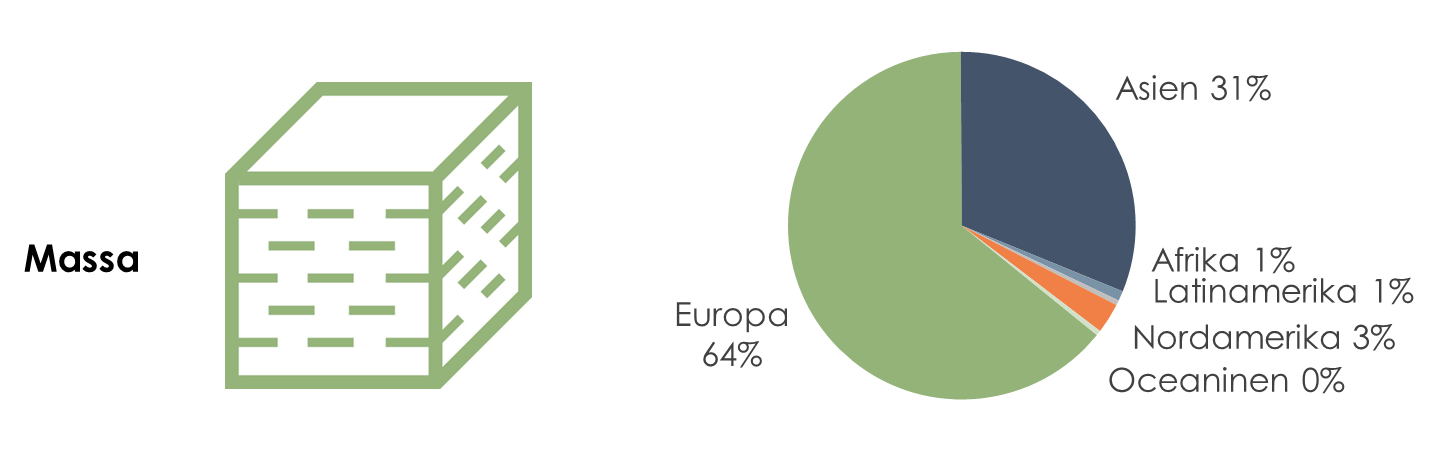 Massa
Asien 31%
Afrika 1%
Latinamerika 1%
Nordamerika 3%
Oceaninen 0%
Europa
64%